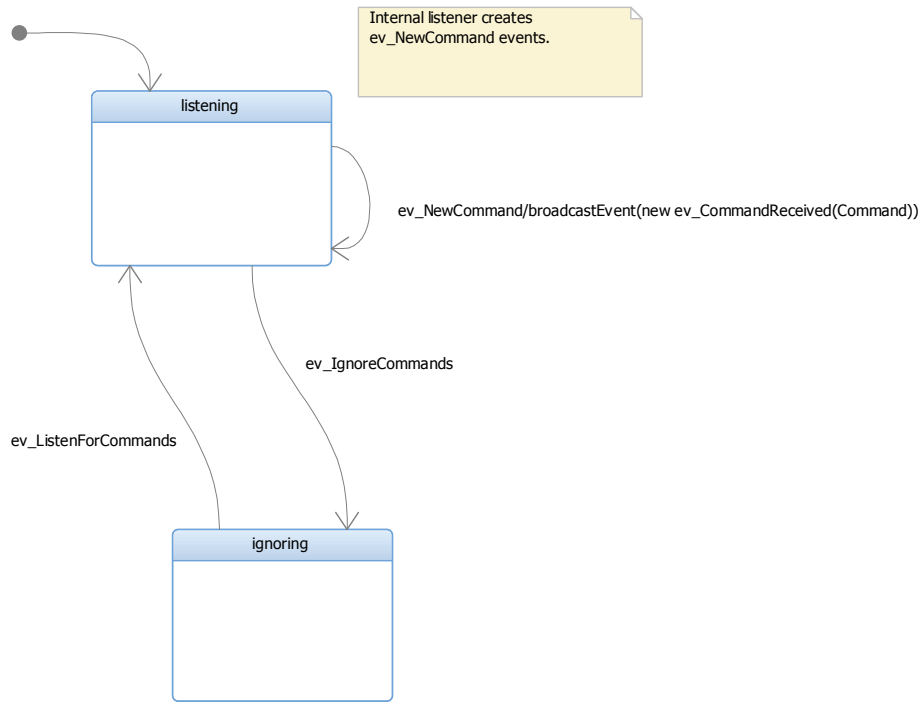 Internal listener creates
ev_NewCommand events.
listening
ev_NewCommand/broadcastEvent(new ev_CommandReceived(Command))
ev_IgnoreCommands
ev_ListenForCommands
ignoring